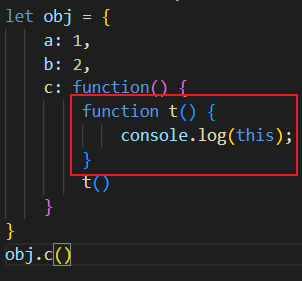 let obj = {
    a: 1,
    b: 2,
    c: function() {
        function t() {
            console.log(this);
        }
        t()
    }
}
obj.c()